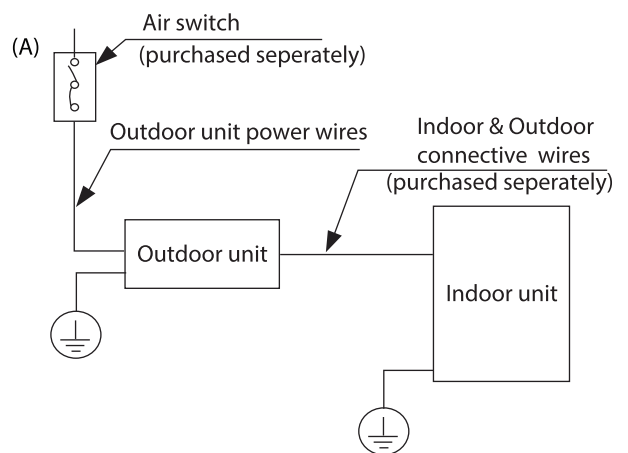 (A)
Air switch
(purchased seperately)
Outdoor unit power wires
Indoor & Outdoor
connective wires
(purchased seperately)
Outdoor unit
Indoor unit